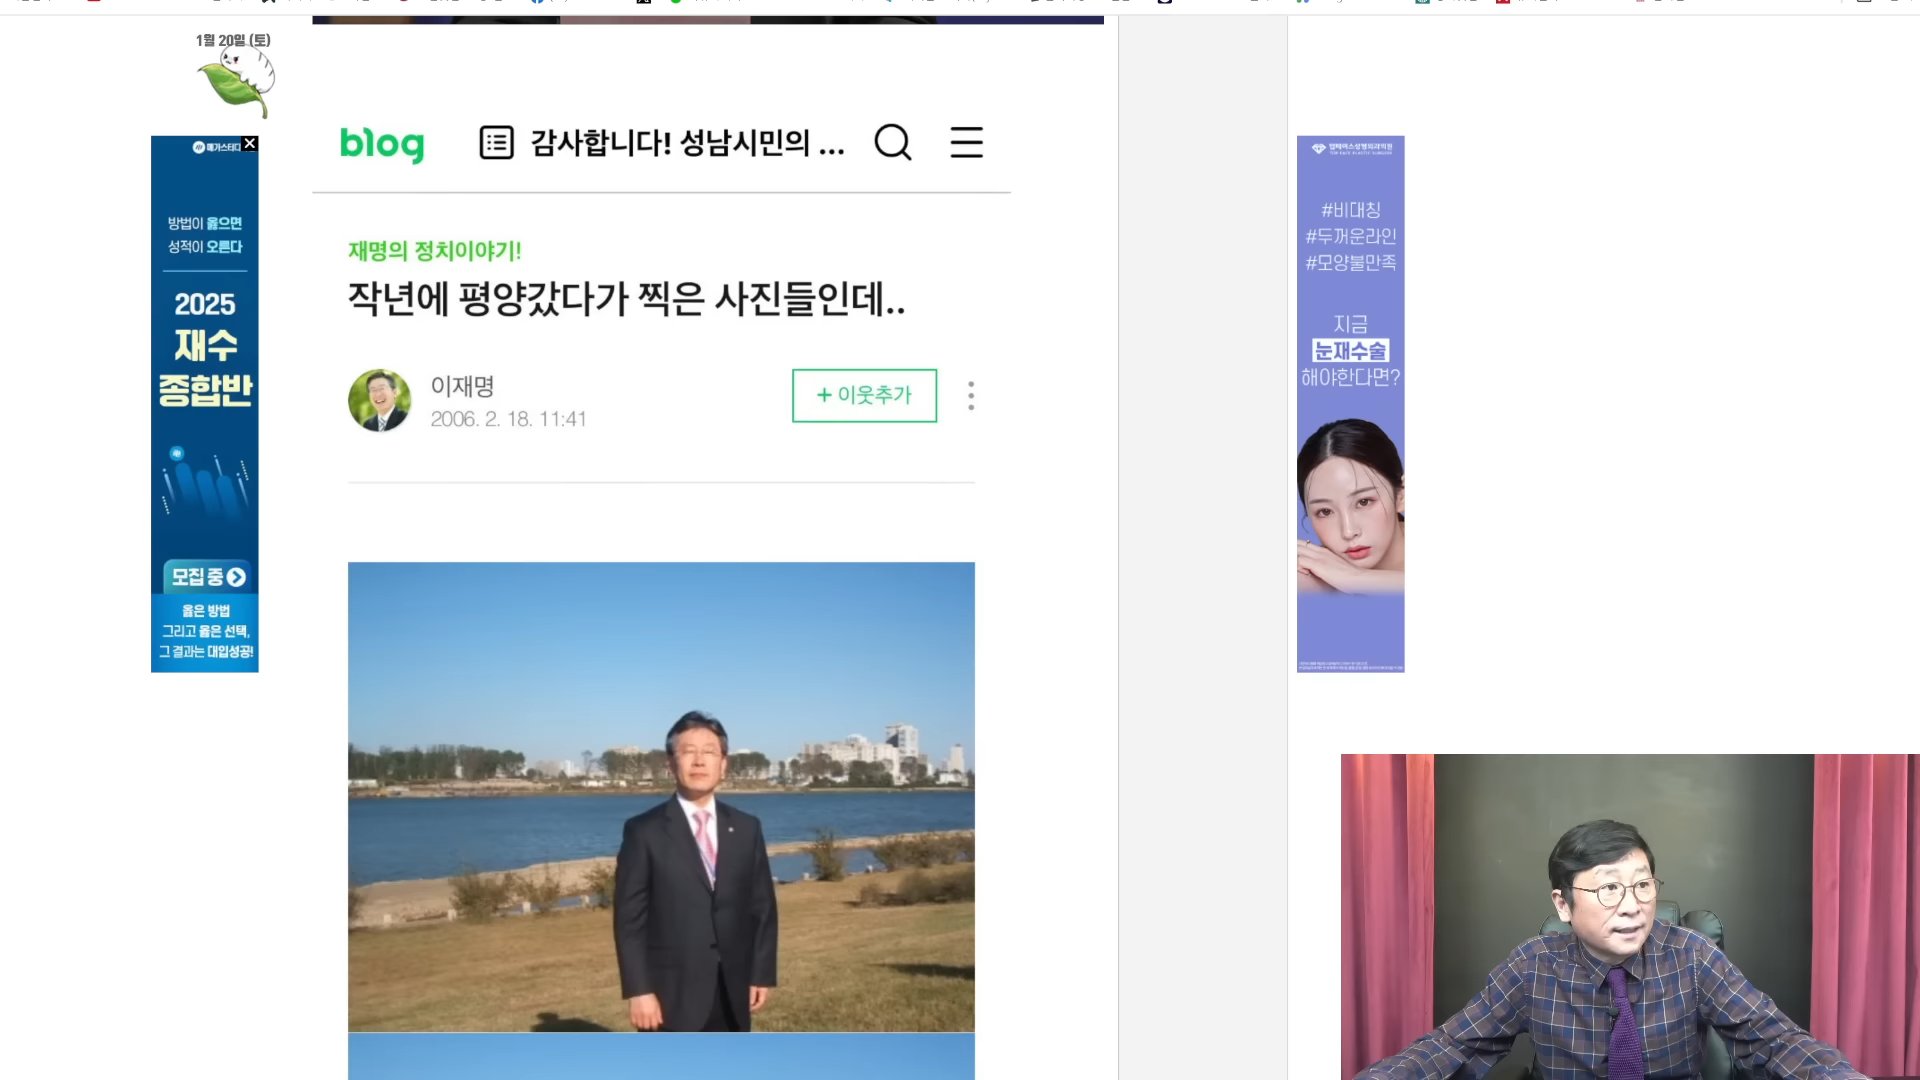 1월 20일 (토)
메가스터디
방법이 옳으면
성적이 오른다
2025
재수
종합반
모집 중
옳은 방법
그리고 옳은 선택,
그 결과는 대입성공!
blog
감사합니다! 성남시민의 ...
재명의 정치이야기!
작년에 평양갔다가 찍은 사진들인데..
이재명
2006. 2. 18. 11:41
+ 이웃추가
#비대칭
#두꺼운라인
#모양불만족
지금
눈재수술
해야한다면?